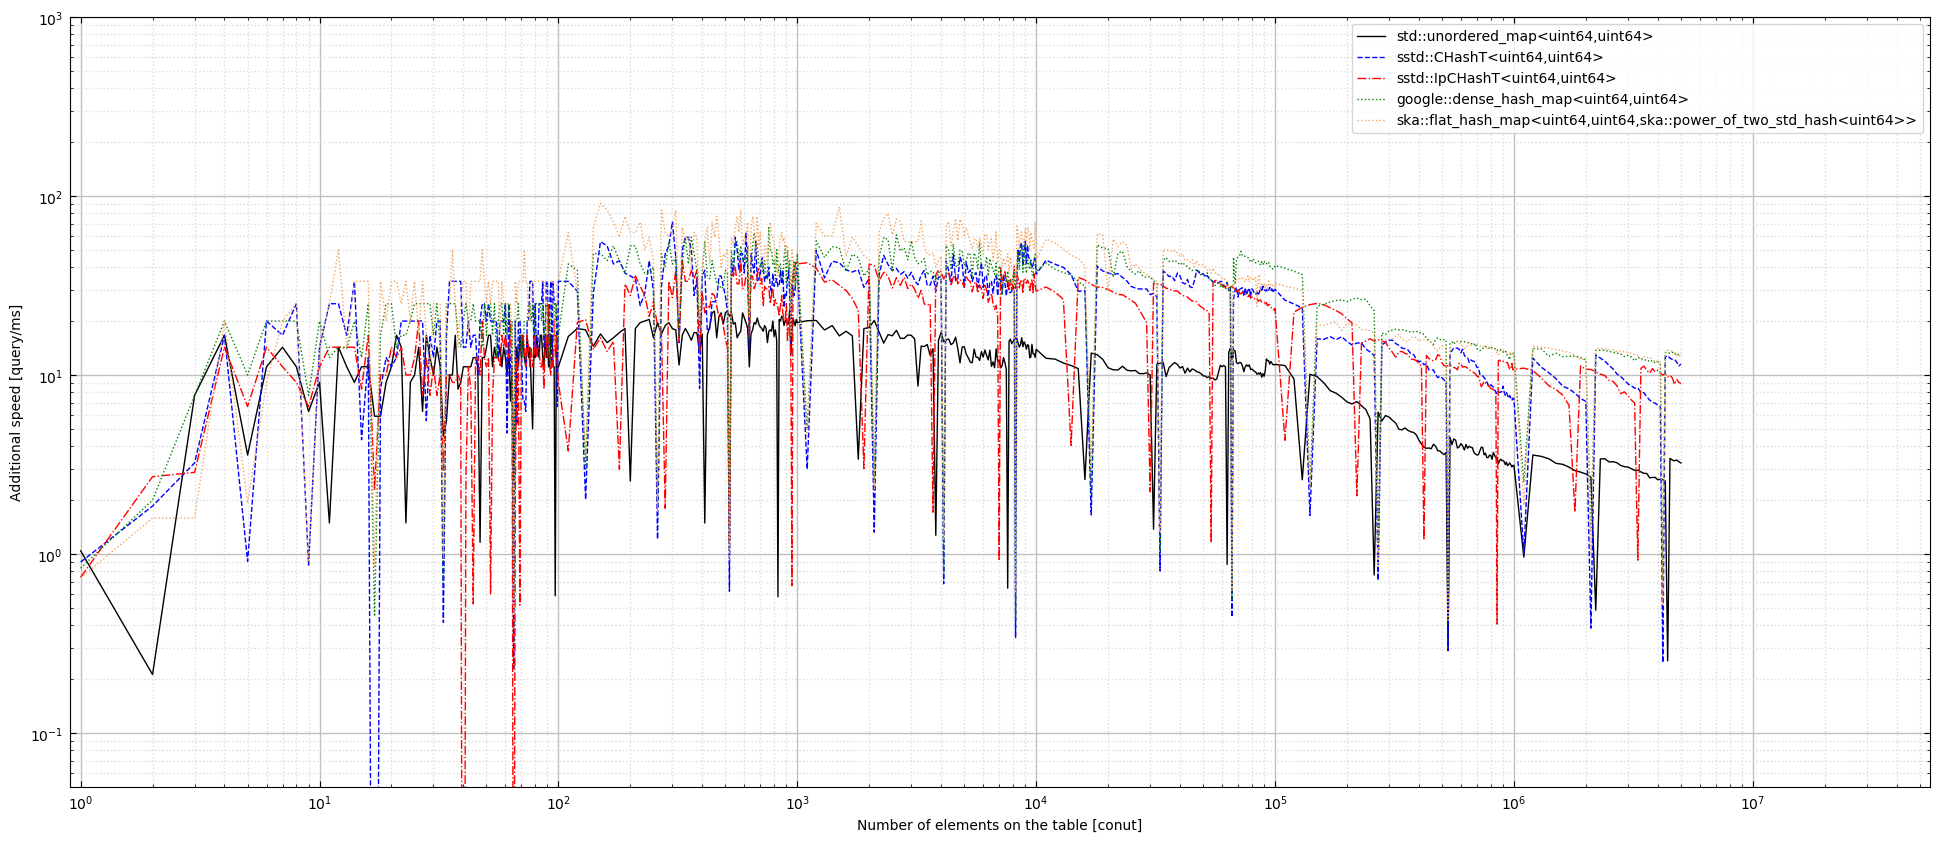 10^3
10^2
10^1
10^0
10^-1
Additional speed [query/ms]
std::unordered_map<uint64,uint64>
sstd::CHashT<uint64,uint64>
sstd::IpCHashT<uint64,uint64>
google::dense_hash_map<uint64,uint64>
ska::flat_hash_map<uint64,uint64,ska::power_of_two_std_hash<uint64>>
10^0 10^1 10^2 10^3 10^4 10^5 10^6 10^7
Number of elements on the table [conut]